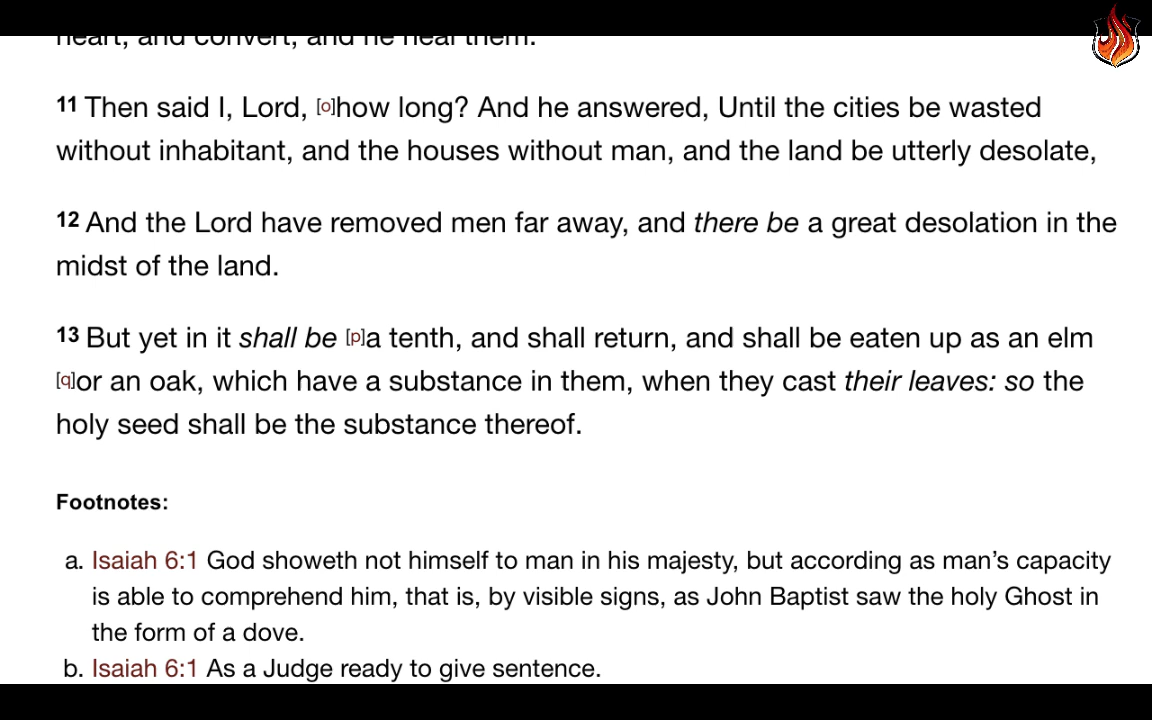 heart, and convert, and he heal them.
11 Then said I, Lord, [o]how long? And he answered, Until the cities be wasted
without inhabitant, and the houses without man, and the land be utterly desolate,
12 And the Lord have removed men far away, and there be a great desolation in the
midst of the land.
13 But yet in it shall be [p]a tenth, and shall return, and shall be eaten up as an elm
[q]or an oak, which have a substance in them, when they cast their leaves: so the
holy seed shall be the substance thereof.
Footnotes:
a. Isaiah 6:1 God showeth not himself to man in his majesty, but according as man’s capacity
is able to comprehend him, that is, by visible signs, as John Baptist saw the holy Ghost in
the form of a dove.
b. Isaiah 6:1 As a Judge ready to give sentence.